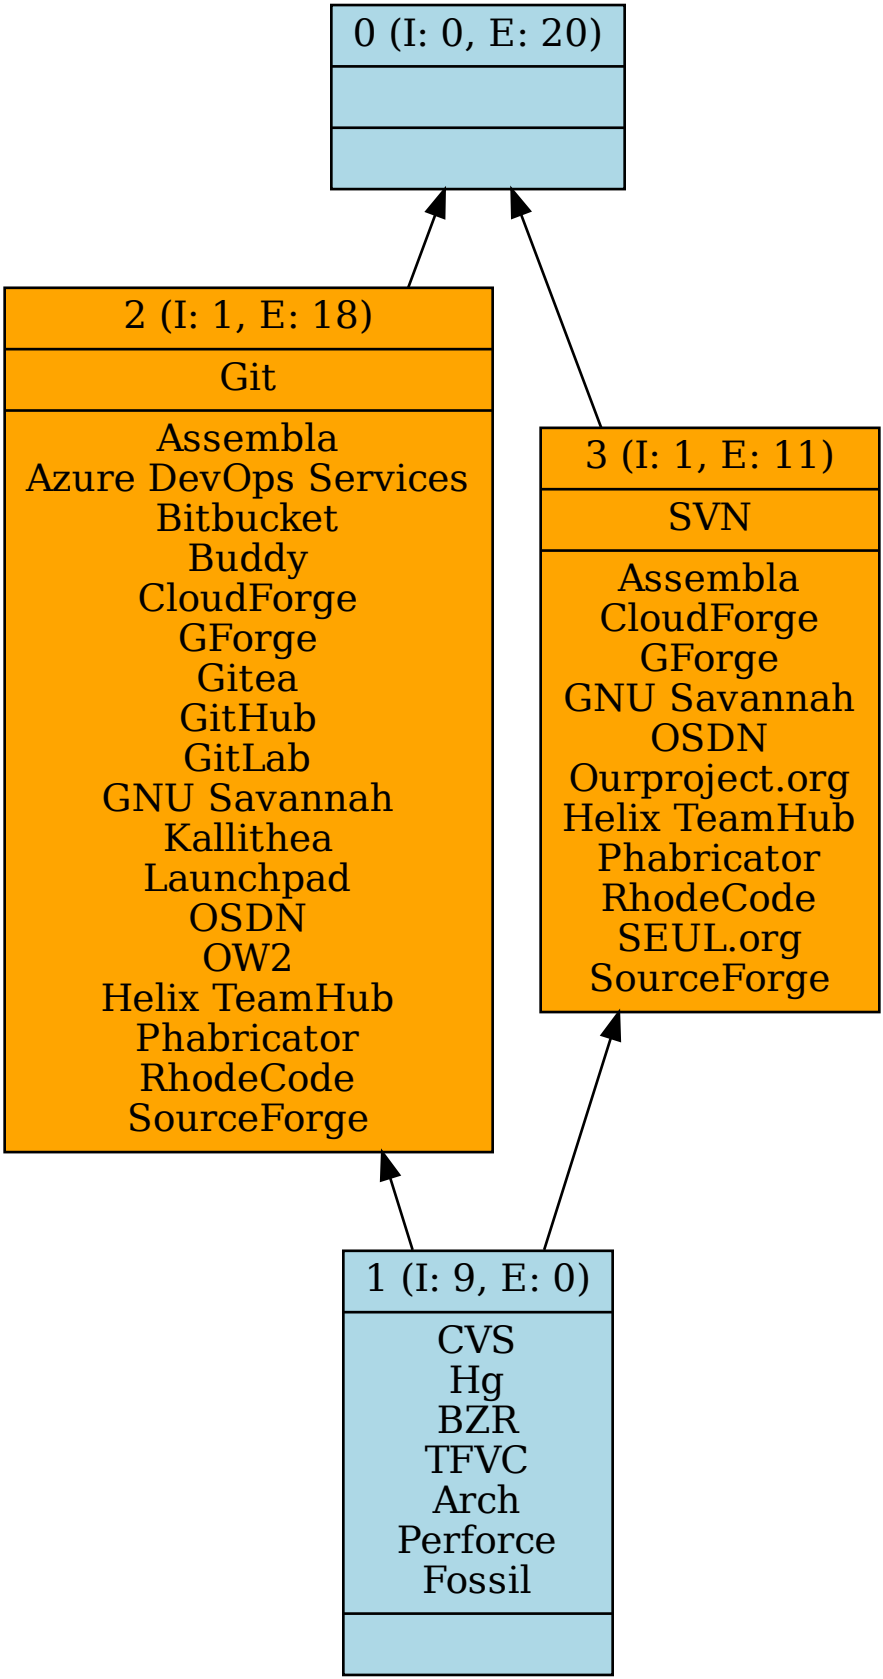 0 (I: 0, E: 20)
2 (I: 1, E: 18)
Git
Assembla
Azure DevOps Services
Bitbucket
Buddy
CloudForge
GForge
Gitea
GitHub
GitLab
GNU Savannah
Kallithea
Launchpad
OSDN
OW2
Helix TeamHub
Phabricator
RhodeCode
SourceForge
3 (I: 1, E: 11)
SVN
Assembla
CloudForge
GForge
GNU Savannah
OSDN
Ourproject.org
Helix TeamHub
Phabricator
RhodeCode
SEUL.org
SourceForge
1 (I: 9, E: 0)
CVS
Hg
BZR
TFVC
Arch
Perforce
Fossil